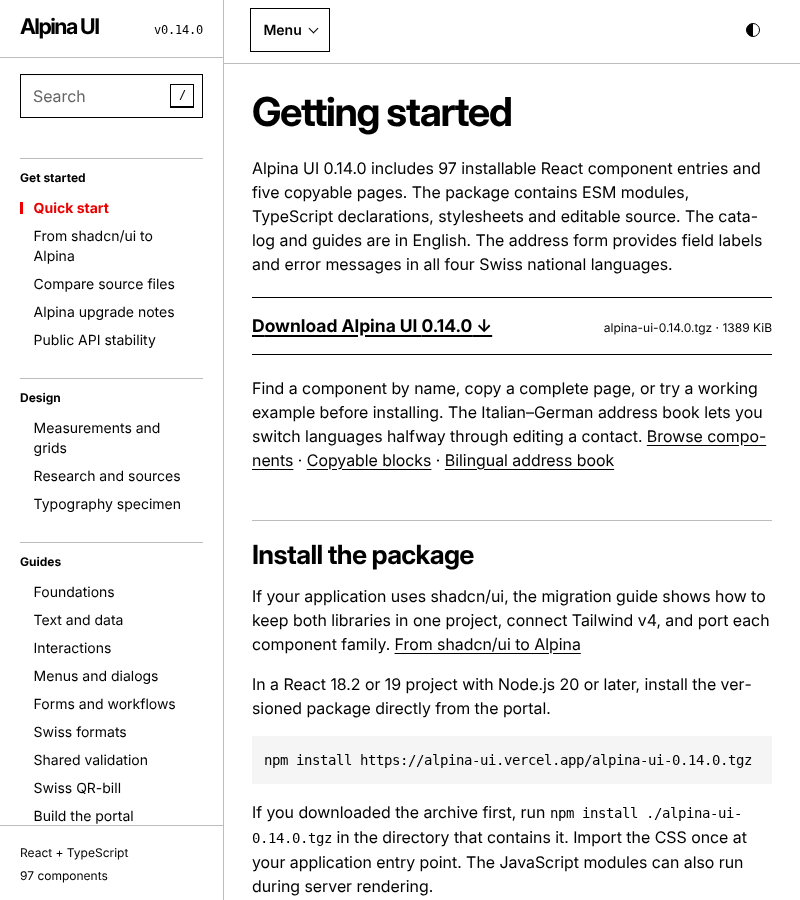 Alpina UI
v0.14.0
Search
/
Get started
Quick start
From shadcn/ui to
Alpina
Compare source files
Alpina upgrade notes
Public API stability
Design
Measurements and
grids
Research and sources
Typography specimen
Guides
Foundations
Text and data
Interactions
Menus and dialogs
Forms and workflows
Swiss formats
Shared validation
Swiss QR-bill
Build the portal
React + TypeScript
97 components
Menu
Getting started
Alpina UI 0.14.0 includes 97 installable React component entries and
five copyable pages. The package contains ESM modules,
TypeScript declarations, stylesheets and editable source. The cata-
log and guides are in English. The address form provides field labels
and error messages in all four Swiss national languages.
Download Alpina UI 0.14.0 ↓
alpina-ui-0.14.0.tgz · 1389 KiB
Find a component by name, copy a complete page, or try a working
example before installing. The Italian–German address book lets you
switch languages halfway through editing a contact. Browse compo-
nents · Copyable blocks · Bilingual address book
Install the package
If your application uses shadcn/ui, the migration guide shows how to
keep both libraries in one project, connect Tailwind v4, and port each
component family. From shadcn/ui to Alpina
In a React 18.2 or 19 project with Node.js 20 or later, install the ver-
sioned package directly from the portal.
npm install https://alpina-ui.vercel.app/alpina-ui-0.14.0.tgz
If you downloaded the archive first, run npm install ./alpina-ui-
0.14.0.tgz in the directory that contains it. Import the CSS once at
your application entry point. The JavaScript modules can also run
during server rendering.